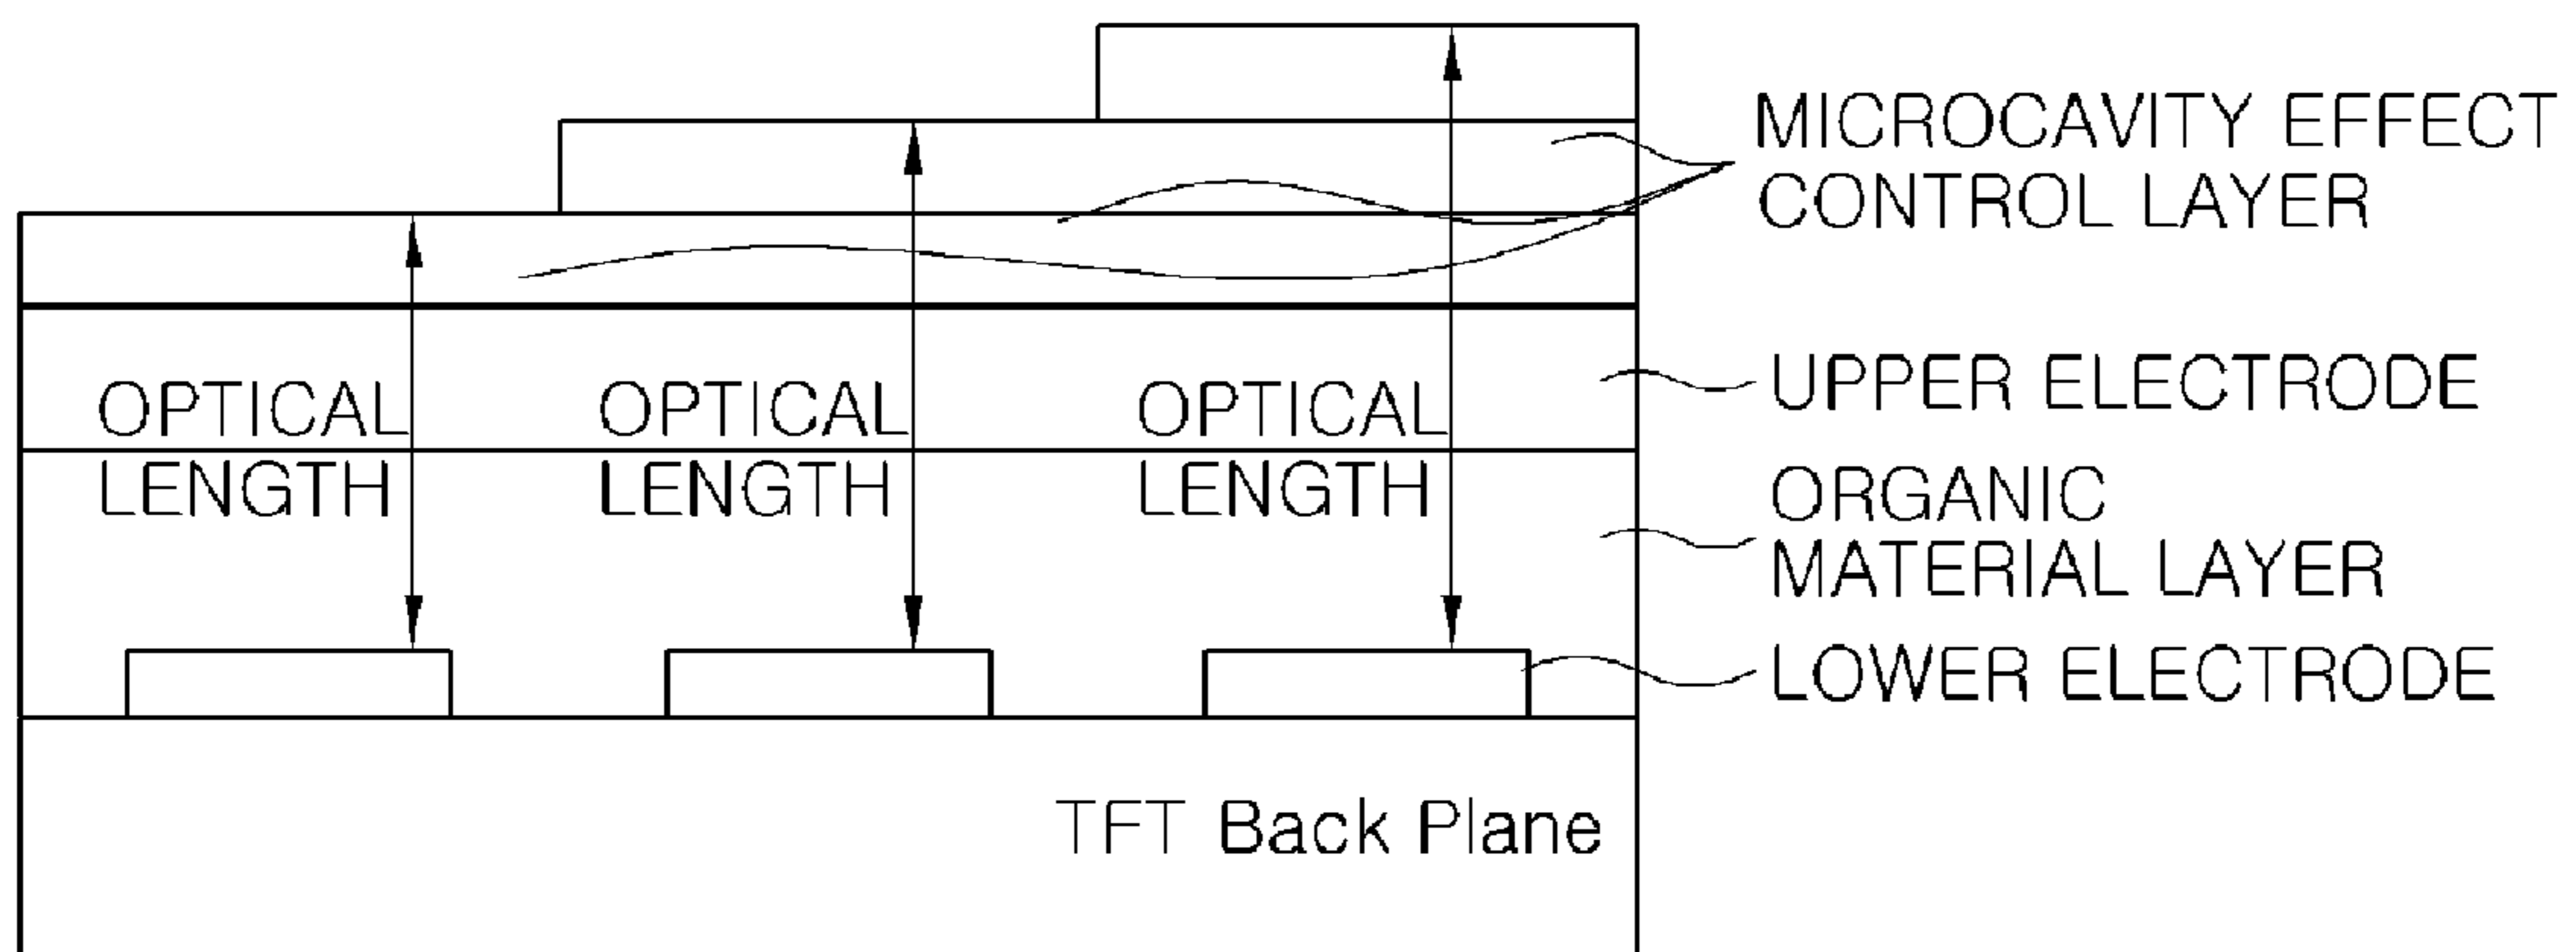 MICROCAVITY EFFECT
CONTROL LAYER
UPPER ELECTRODE
OPTICAL
LENGTH
OPTICAL
LENGTH
OPTICAL
LENGTH
ORGANIC
MATERIAL LAYER
LOWER ELECTRODE
TFT Back Plane